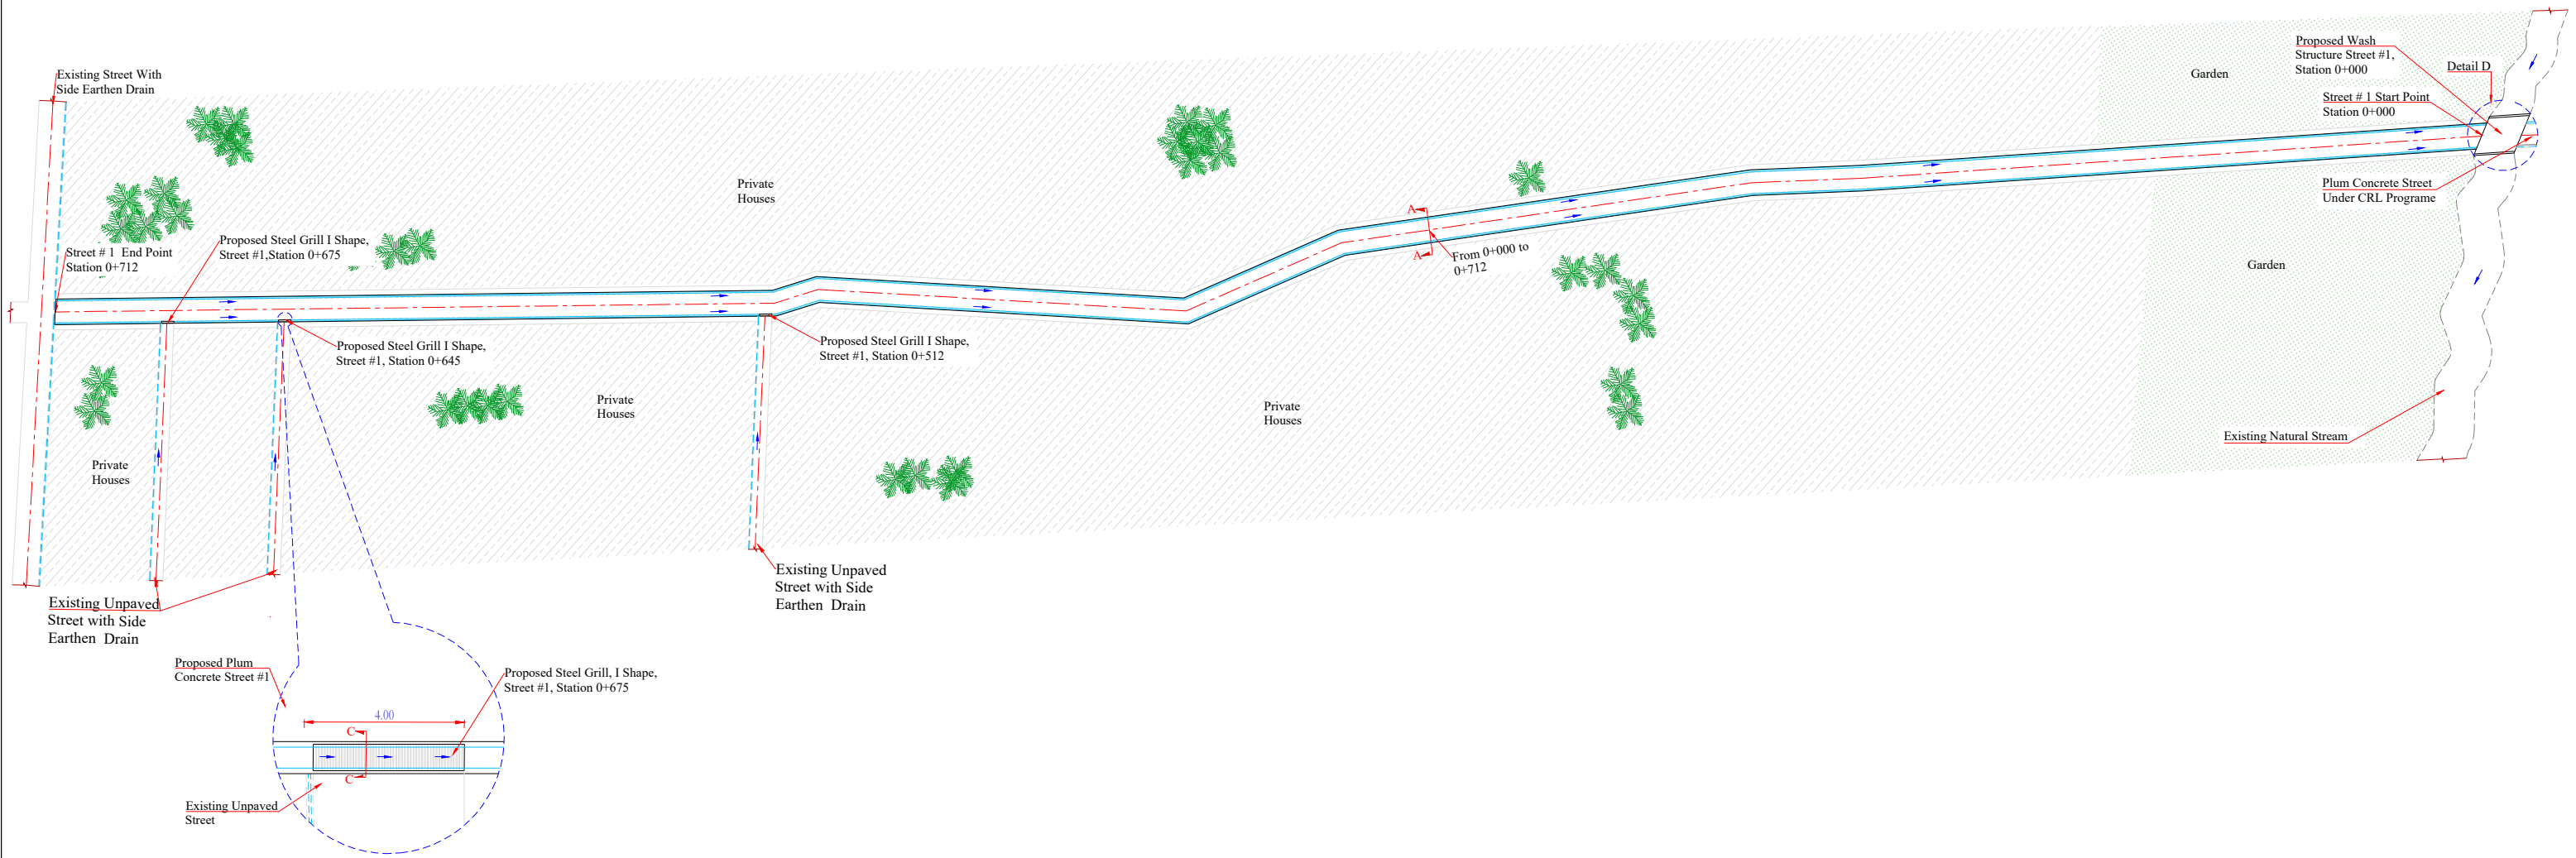 Existing Street With
Side Earthen Drain
Proposed Wash
Structure Street #1,
Station 0+000
Detail D
Garden
Street # 1 Start Point
Station 0+000
Private
Houses
Plum Concrete Street
Under CRL Programe
A
A
From 0+000 to
0+712
Street # 1 End Point
Station 0+712
Proposed Steel Grill I Shape,
Street #1,Station 0+675
Garden
Proposed Steel Grill I Shape,
Street #1, Station 0+645
Proposed Steel Grill I Shape,
Street #1, Station 0+512
Private
Houses
Private
Houses
Existing Natural Stream
Private
Houses
Existing Unpaved
Street with Side
Earthen Drain
Existing Unpaved
Street with Side
Earthen Drain
Proposed Plum
Concrete Street #1
Proposed Steel Grill, I Shape,
Street #1, Station 0+675
4.00
C
C
Existing Unpaved
Street